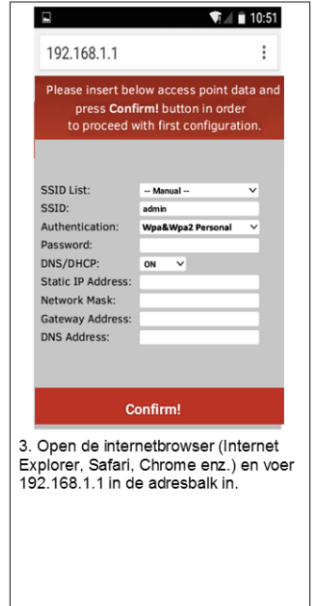 10:51
192.168.1.1
Please insert below access point data and
press Confirm! button in order
to proceed with first configuration.
SSID List: -- Manual --
SSID: admin
Authentication: Wpa&Wpa2 Personal
Password:
DNS/DHCP: ON
Static IP Address:
Network Mask:
Gateway Address:
DNS Address:
Confirm!
3. Open de internetbrowser (Internet
Explorer, Safari, Chrome enz.) en voer
192.168.1.1 in de adresbalk in.